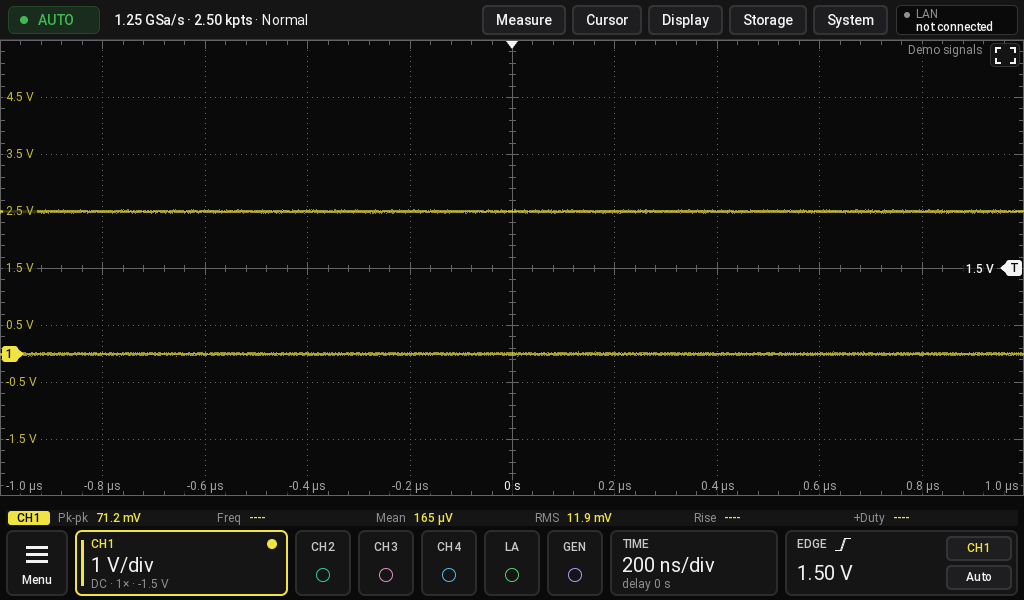 AUTO 1.25 GSa/s · 2.50 kpts · Normal Measure Cursor Display Storage System LAN
not connected
Demo signals
4.5 V
3.5 V
2.5 V
1.5 V 1.5 V T
0.5 V
1
-0.5 V
-1.5 V
-1.0 µs -0.8 µs -0.6 µs -0.4 µs -0.2 µs 0 s 0.2 µs 0.4 µs 0.6 µs 0.8 µs 1.0 µs
CH1 Pk-pk 71.2 mV Freq ---- Mean 165 µV RMS 11.9 mV Rise ---- +Duty ----
Menu
CH1
1 V/div
DC · 1× · -1.5 V
CH2 CH3 CH4 LA GEN
TIME
200 ns/div
delay 0 s
EDGE
1.50 V
CH1
Auto